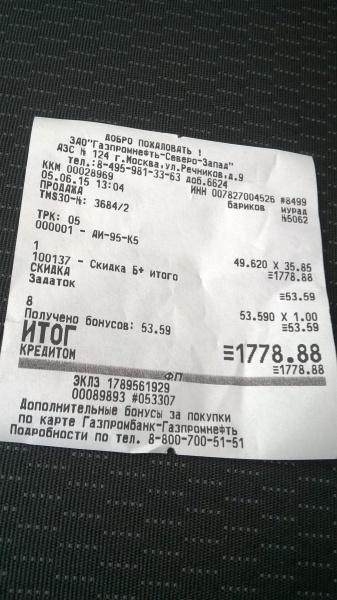 ДОБРО ПОЖАЛОВАТЬ !
ЗАО"Газпромнефть-Северо-Запад"
АЗС № 124 г.Москва,ул.Речников,д.9
тел.:8-495-981-33-63 доб.6624
ККМ 00028969 ИНН 007827004526 #8499
05.06.15 13:04 Бариков Мурад
ПРОДАЖА №5062
TMS30-№: 3684/2
ТРК: 05
000001 - АИ-95-К5
1 49.620 X 35.85
≡1778.88
100137 - Скидка Б+ итого
СКИДКА ≡53.59
Задаток
8 53.590 X 1.00
≡53.59
Получено бонусов: 53.59
ИТОГ ≡1778.88
КРЕДИТОМ ≡1778.88
ФП
ЭКЛЗ 1789561929
00089893 #053307
Дополнительные бонусы за покупки
по карте Газпромбанк-Газпромнефть
Подробности по тел. 8-800-700-51-51